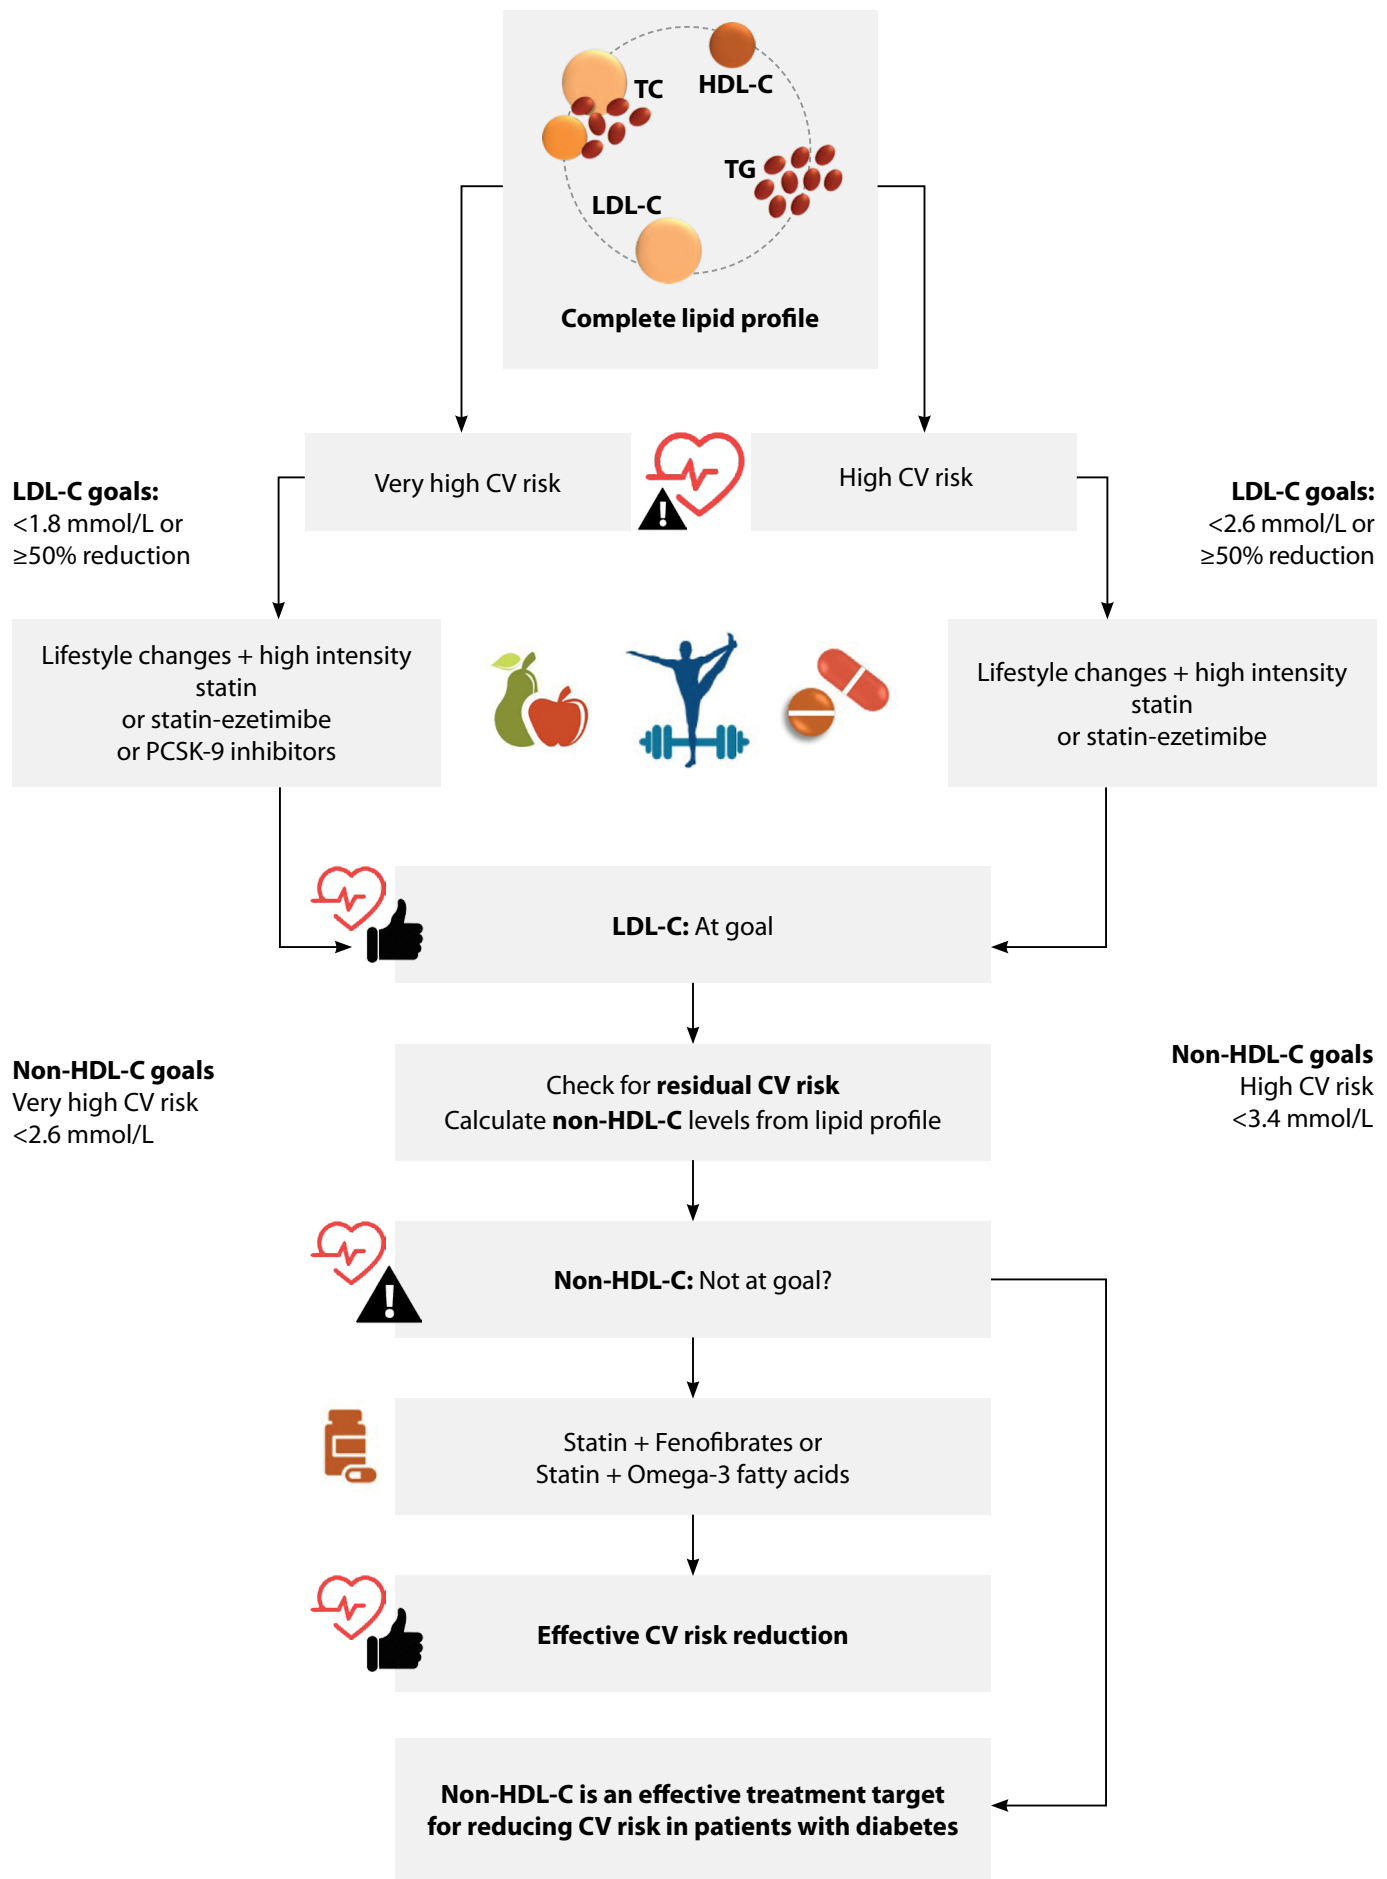 TC
HDL-C
TG
LDL-C
Complete lipid profile
Very high CV risk
High CV risk
LDL-C goals:
<1.8 mmol/L or
≥50% reduction
LDL-C goals:
<2.6 mmol/L or
≥50% reduction
Lifestyle changes + high intensity
statin
or statin-ezetimibe
or PCSK-9 inhibitors
Lifestyle changes + high intensity
statin
or statin-ezetimibe
LDL-C: At goal
Non-HDL-C goals
Very high CV risk
<2.6 mmol/L
Check for residual CV risk
Calculate non-HDL-C levels from lipid profile
Non-HDL-C goals
High CV risk
<3.4 mmol/L
Non-HDL-C: Not at goal?
Statin + Fenofibrates or
Statin + Omega-3 fatty acids
Effective CV risk reduction
Non-HDL-C is an effective treatment target
for reducing CV risk in patients with diabetes